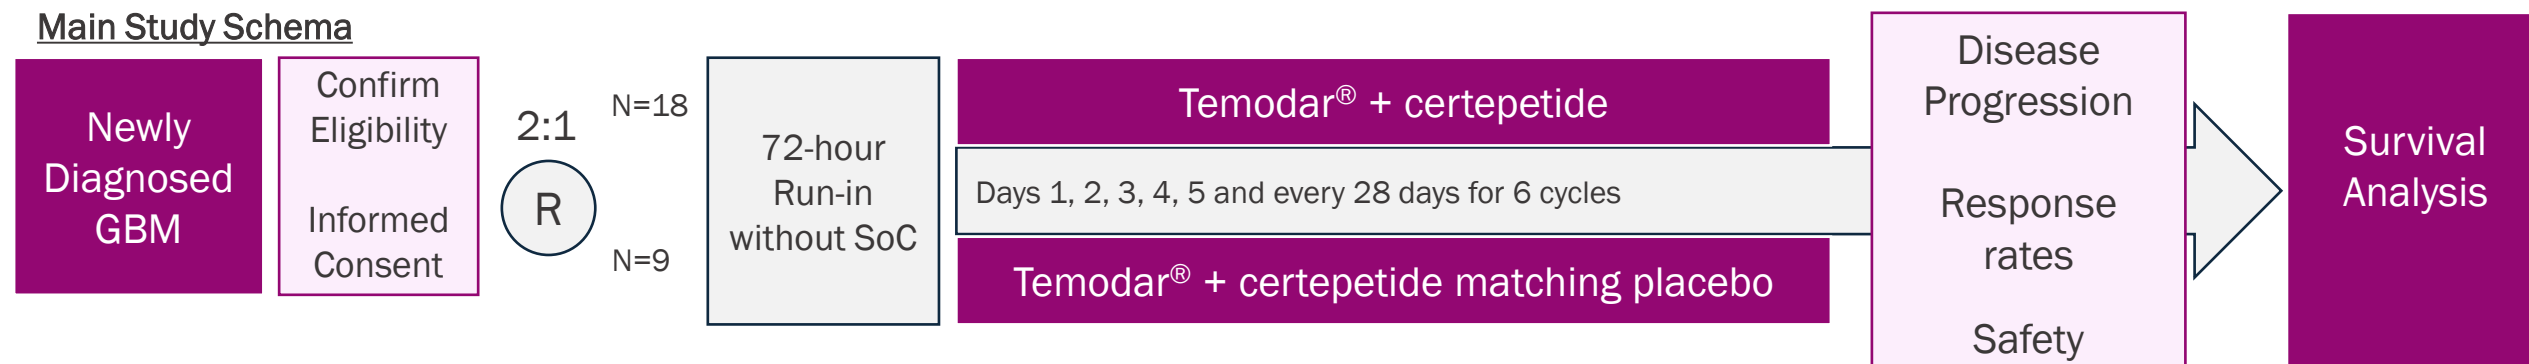 Main Study Schema
Newly
Diagnosed
GBM
Confirm
Eligibility
Informed
Consent
2:1
R
N=18
N=9
72-hour
Run-in
without SoC
Temodar® + certepetide
Days 1, 2, 3, 4, 5 and every 28 days for 6 cycles
Temodar® + certepetide matching placebo
Disease
Progression
Response
rates
Safety
Survival
Analysis